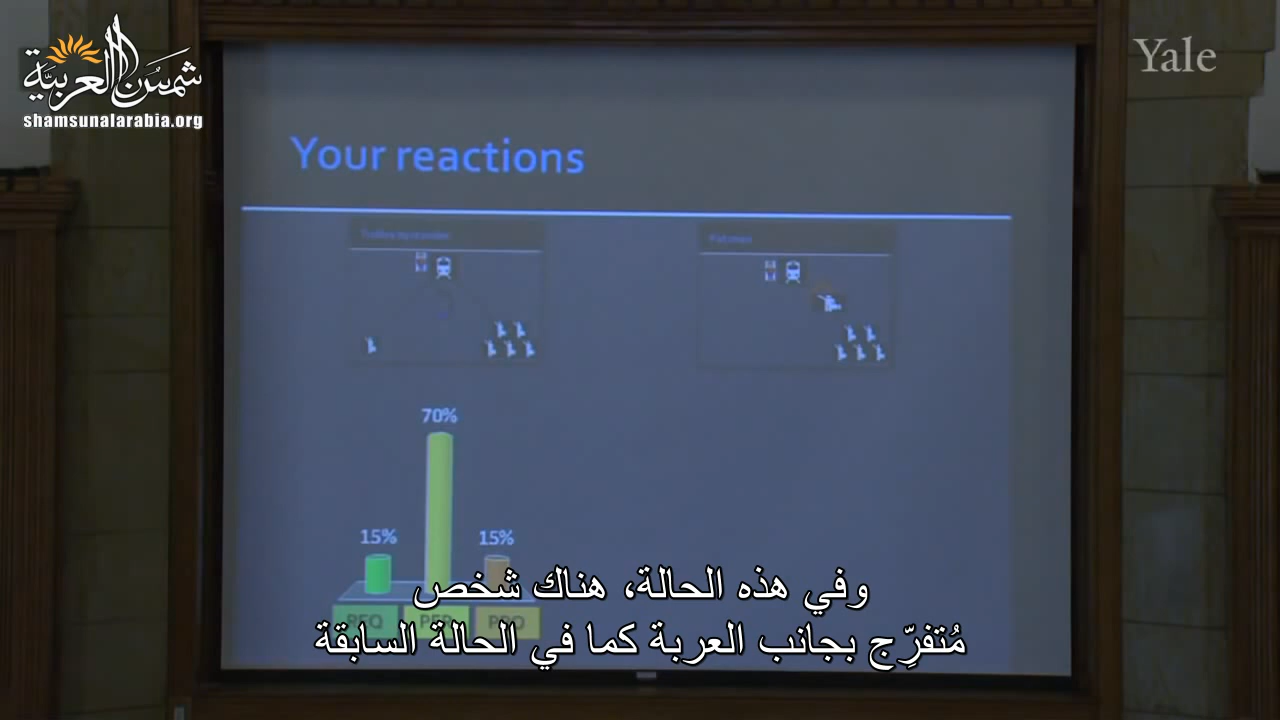 شمس العربية
shamsunalarabia.org
Yale
Your reactions
70%
15%
15%
وفي هذه الحالة، هناك شخص
مُتفرِّج بجانب العربة كما في الحالة السابقة